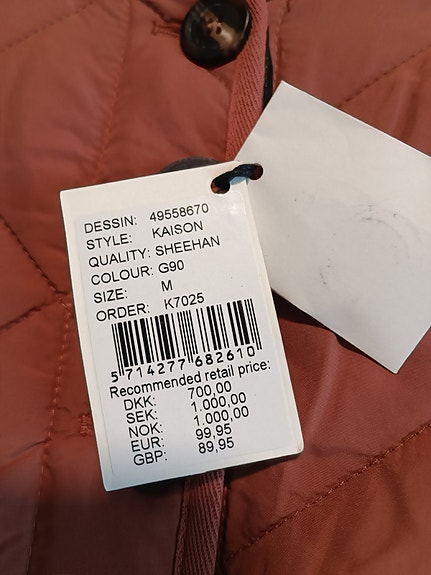 DESSIN: 49558670
STYLE: KAISON
QUALITY: SHEEHAN
COLOUR: G90
SIZE: M
ORDER: K7025
5 714277 682610
Recommended retail price:
DKK: 700,00
SEK: 1.000,00
NOK: 1.000,00
EUR: 99,95
GBP: 89,95